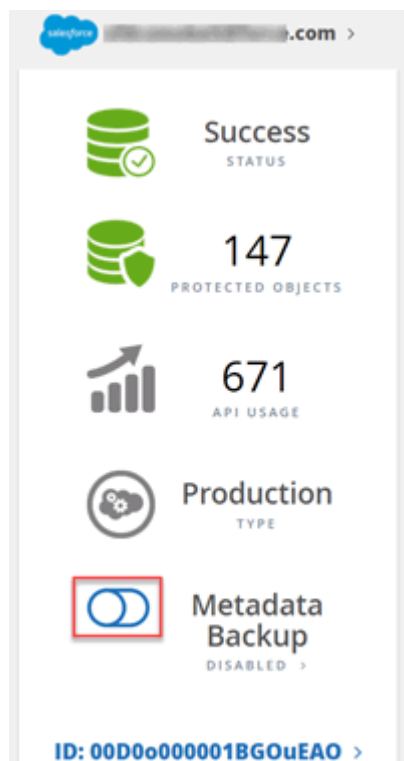 salesforce
.com >
Success
STATUS
147
PROTECTED OBJECTS
671
API USAGE
Production
TYPE
Metadata
Backup
DISABLED >
ID: 00D0o000001BGOuEAO >